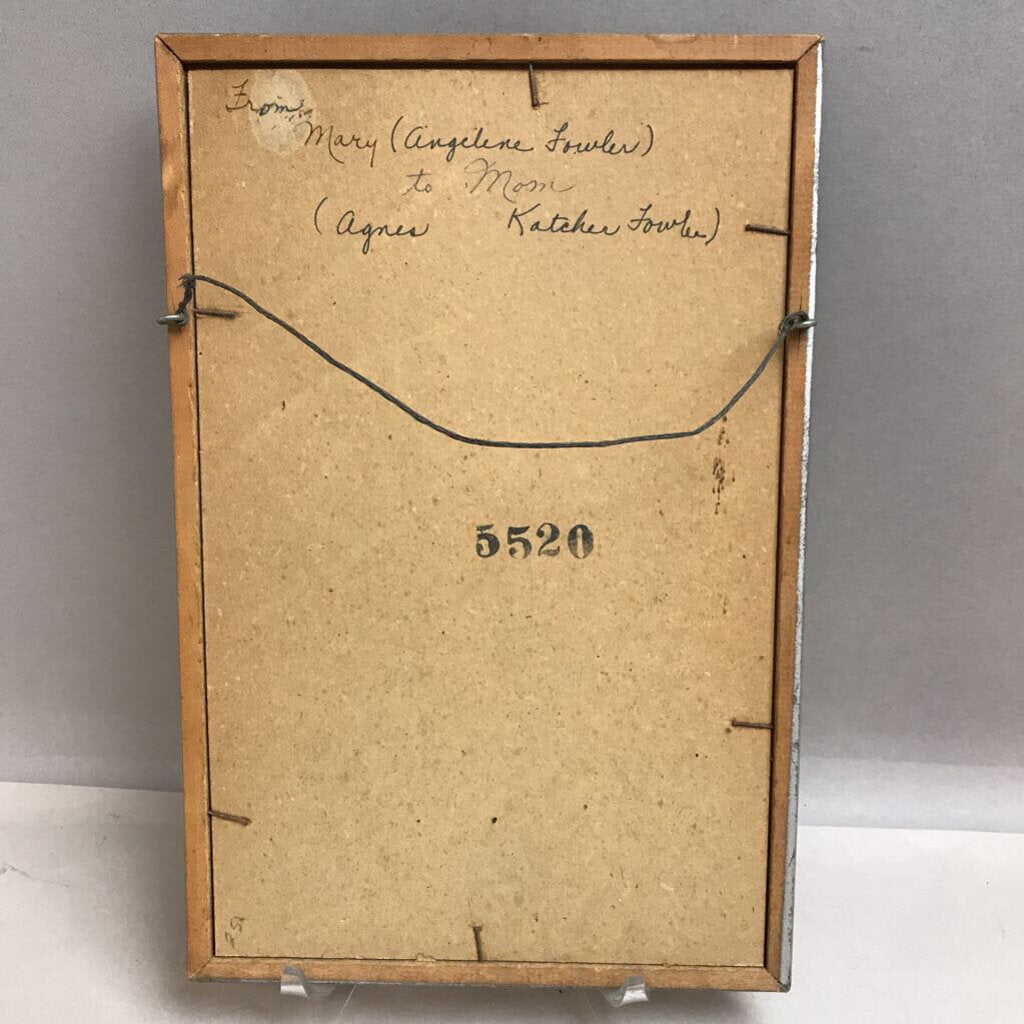 From
Mary (Angelene Fowler)
to Mom
(Agnes Katcher Fowler)
5520